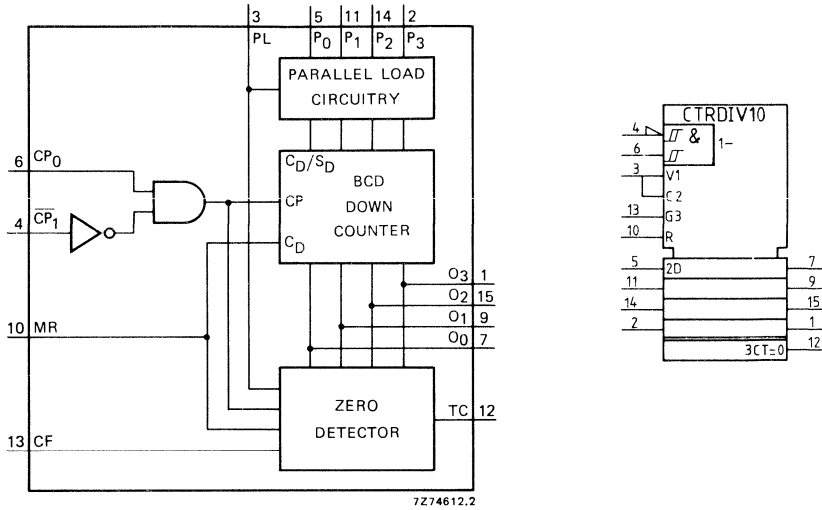 3 5 11 14 2
PL P0 P1 P2 P3
PARALLEL LOAD
CIRCUITRY
6 CP0
4 C̅P̅1
CD/SD
CP
CD
BCD
DOWN
COUNTER
O3 1
O2 15
O1 9
O0 7
10 MR
ZERO
DETECTOR
TC 12
13 CF
7Z74612.2
CTRDIV10
4 &
6 1-
3 V1
C2
13 G3
10 R
5 2D 7
11 9
14 15
2 1
3CT=0 12